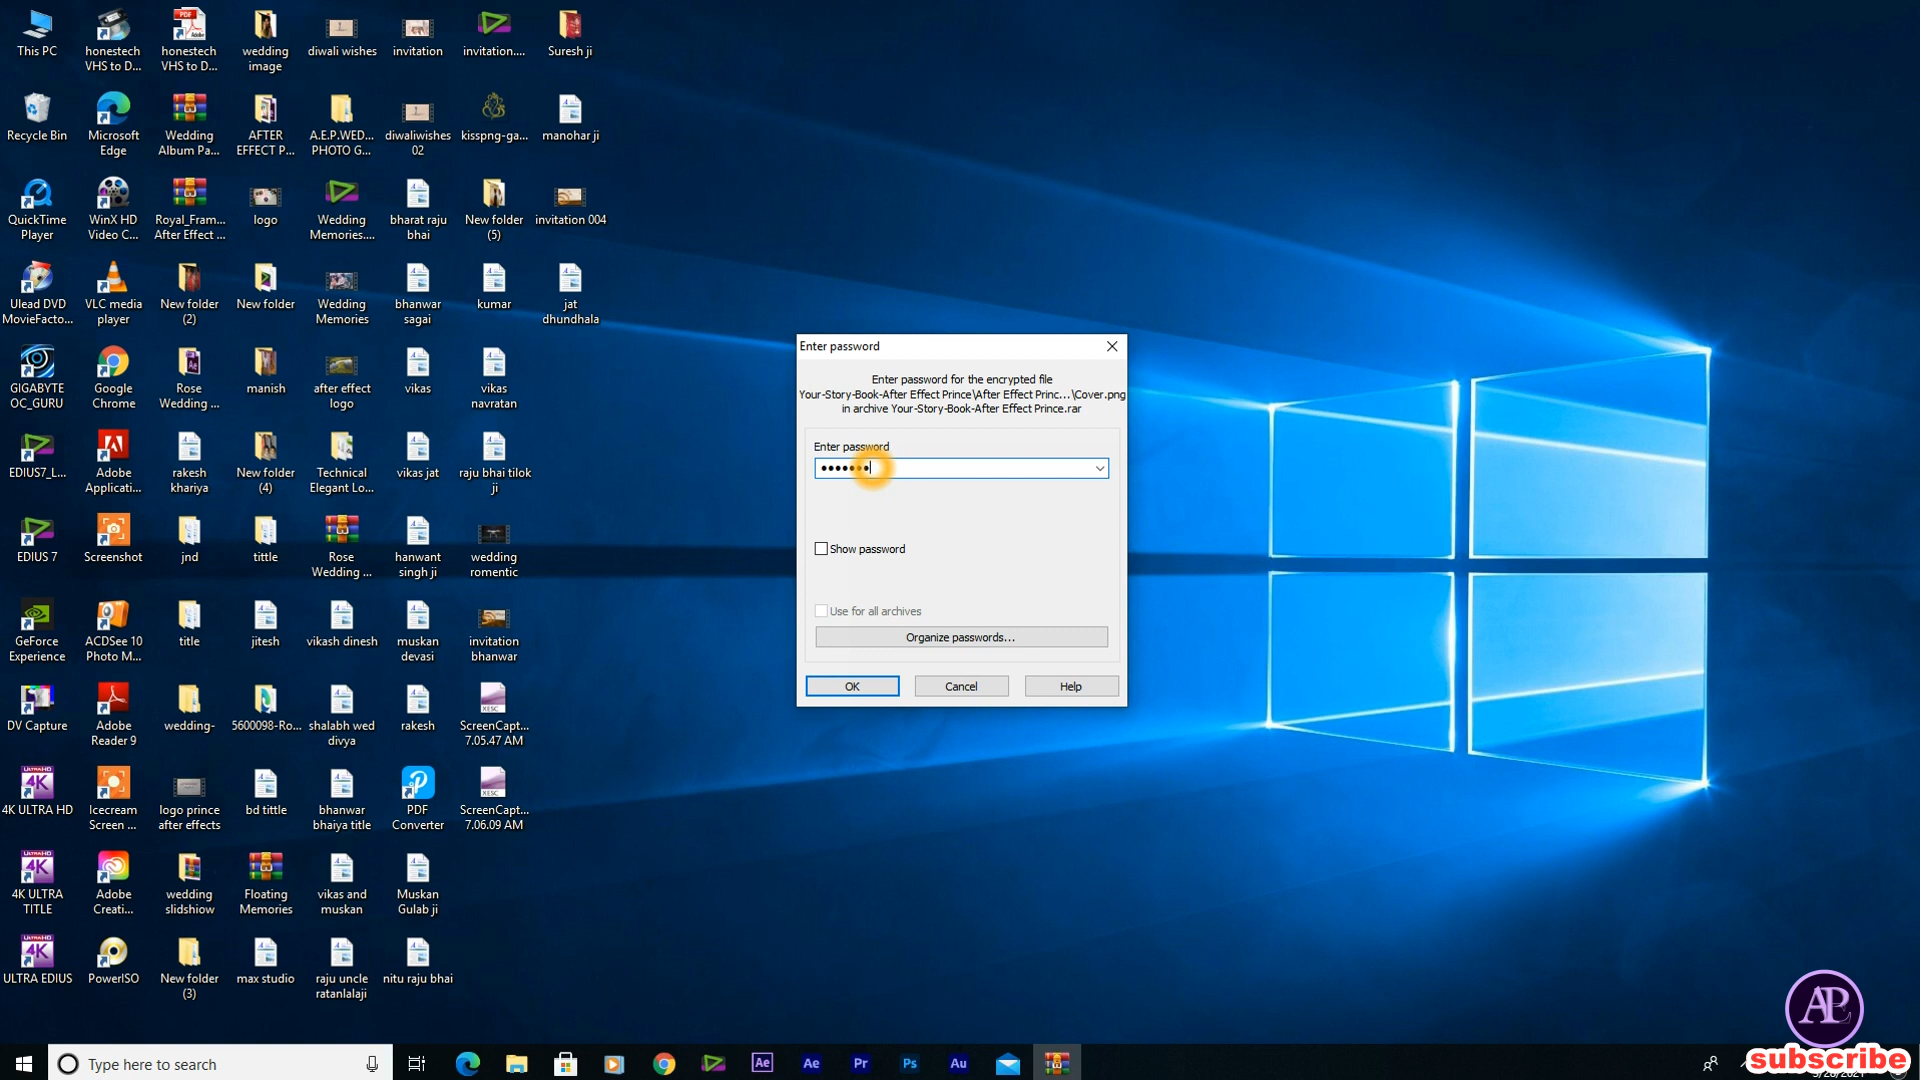 This PC
honestech
VHS to D...
honestech
VHS to D...
wedding
image
diwali wishes
invitation
invitation....
Suresh ji
Recycle Bin
Microsoft
Edge
Wedding
Album Pa...
AFTER
EFFECT P...
A.E.P.WED...
PHOTO G...
diwaliwishes
02
kisspng-ga...
manohar ji
QuickTime
Player
WinX HD
Video C...
Royal_Fram...
After Effect ...
logo
Wedding
Memories....
bharat raju
bhai
New folder
(5)
invitation 004
Ulead DVD
MovieFacto...
VLC media
player
New folder
(2)
New folder
Wedding
Memories
bhanwar
sagai
kumar
jat
dhundhala
GIGABYTE
OC_GURU
Google
Chrome
Rose
Wedding ...
manish
after effect
logo
vikas
vikas
navratan
EDIUS7_L...
Adobe
Applicati...
rakesh
khariya
New folder
(4)
Technical
Elegant Lo...
vikas jat
raju bhai tilok
ji
EDIUS 7
Screenshot
jnd
tittle
Rose
Wedding ...
hanwant
singh ji
wedding
romentic
GeForce
Experience
ACDSee 10
Photo M...
title
jitesh
vikash dinesh
muskan
devasi
invitation
bhanwar
DV Capture
Adobe
Reader 9
wedding-
5600098-Ro...
shalabh wed
divya
rakesh
ScreenCapt...
7.05.47 AM
4K ULTRA HD
Icecream
Screen ...
logo prince
after effects
bd tittle
bhanwar
bhaiya title
PDF
Converter
ScreenCapt...
7.06.09 AM
4K ULTRA
TITLE
Adobe
Creati...
wedding
slidshiow
Floating
Memories
vikas and
muskan
Muskan
Gulab ji
ULTRA EDIUS
PowerISO
New folder
(3)
max studio
raju uncle
ratanlalaji
nitu raju bhai
Enter password
Enter password for the encrypted file
Your-Story-Book-After Effect Prince\After Effect Princ...\Cover.png
in archive Your-Story-Book-After Effect Prince.rar
Enter password
Show password
Use for all archives
Organize passwords...
OK
Cancel
Help
Type here to search
Ae
Ae
Pr
Ps
Au
subscribe